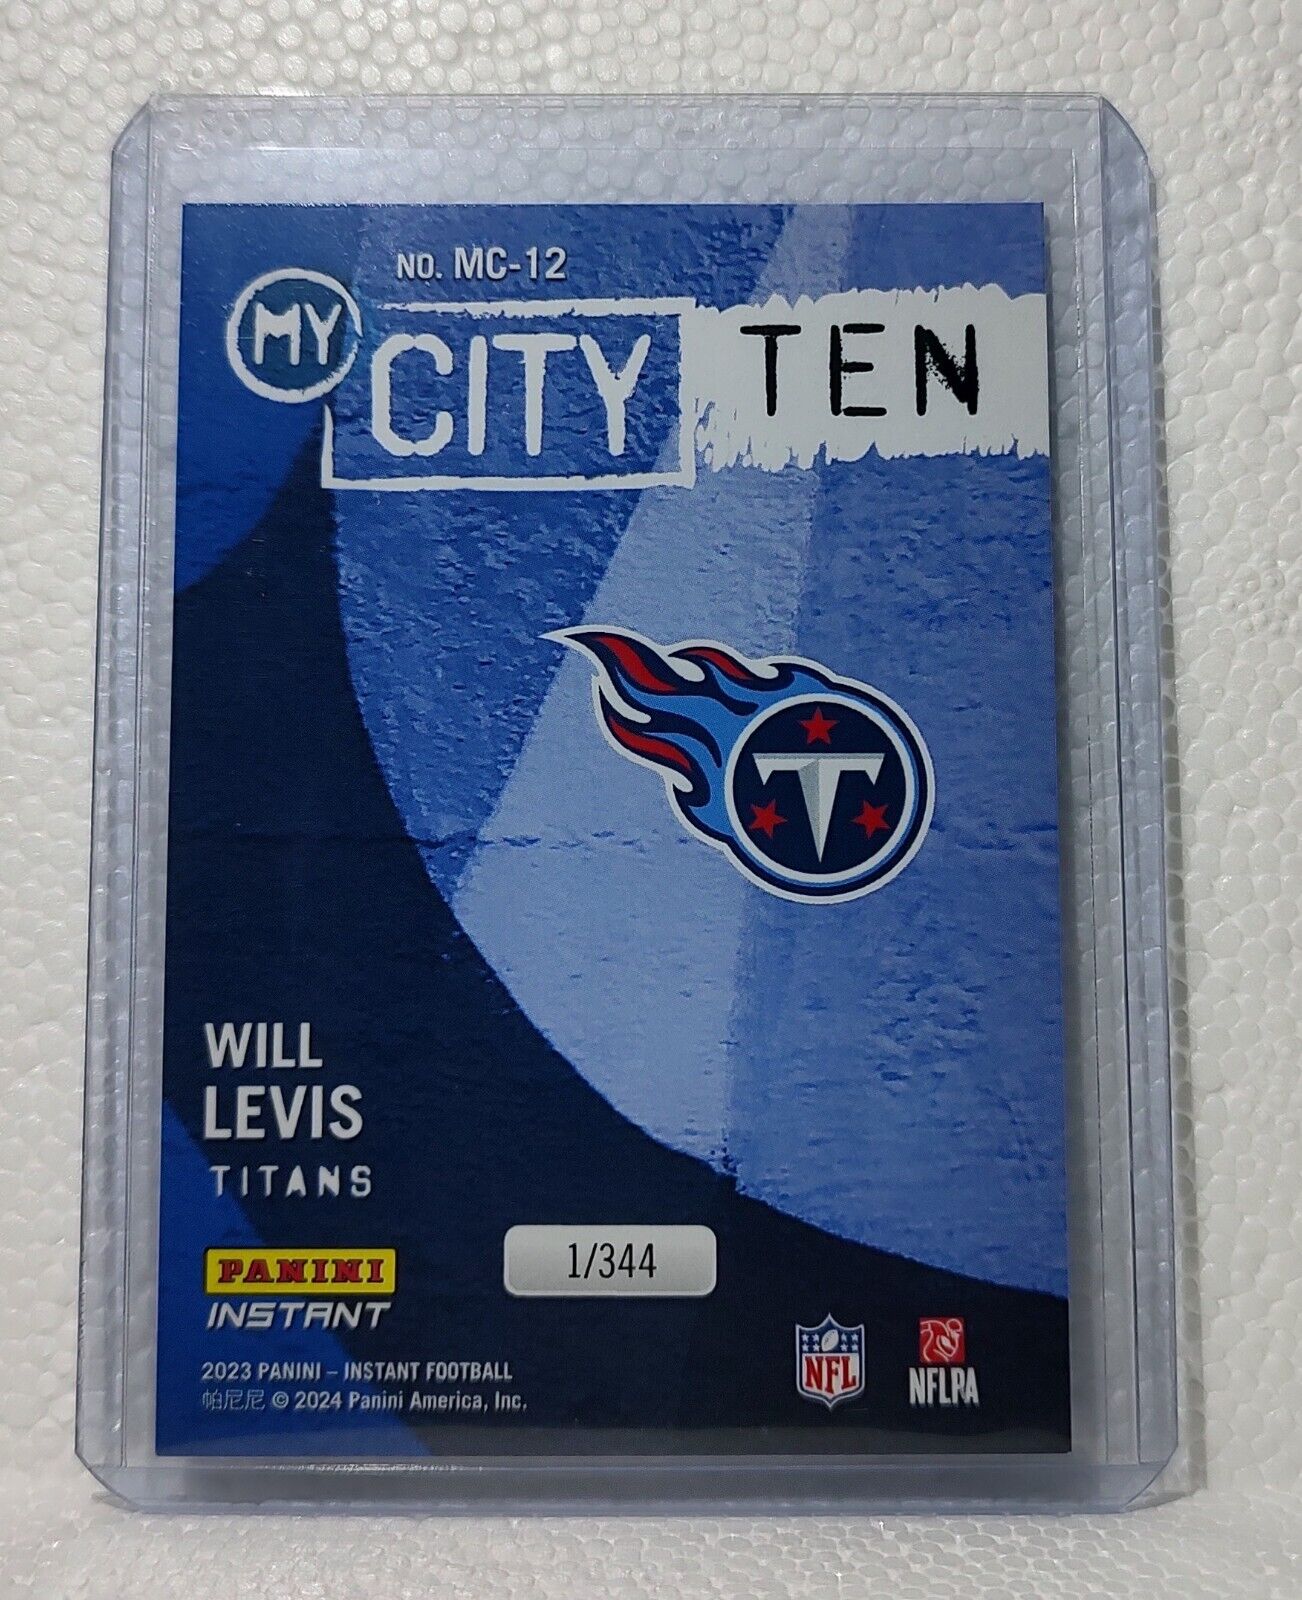 NO. MC-12
MY CITY TEN
T
WILL
LEVIS
TITANS
PANINI
INSTANT
1/344
2023 PANINI – INSTANT FOOTBALL
帕尼尼 © 2024 Panini America, Inc.
NFL
NFLPA